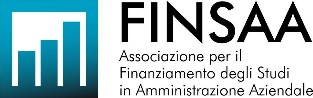 FINSAA
Associazione per il
Finanziamento degli Studi
in Amministrazione Aziendale